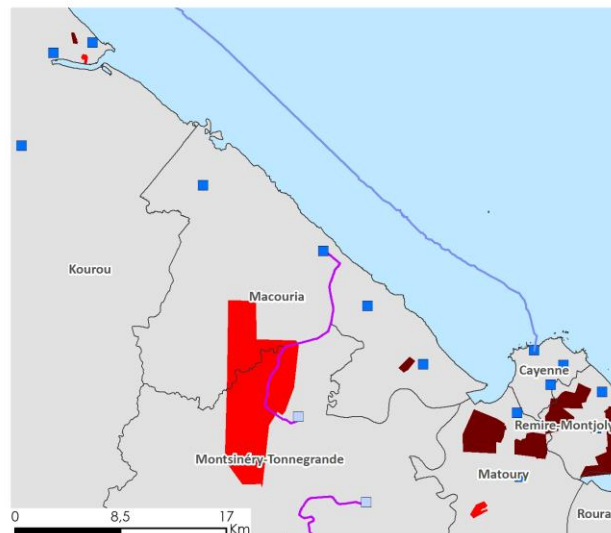 Kourou
Macouria
Cayenne
Remire-Montjoly
Montsinéry-Tonnegrande
Matoury
Roura
0 8,5 17
Km